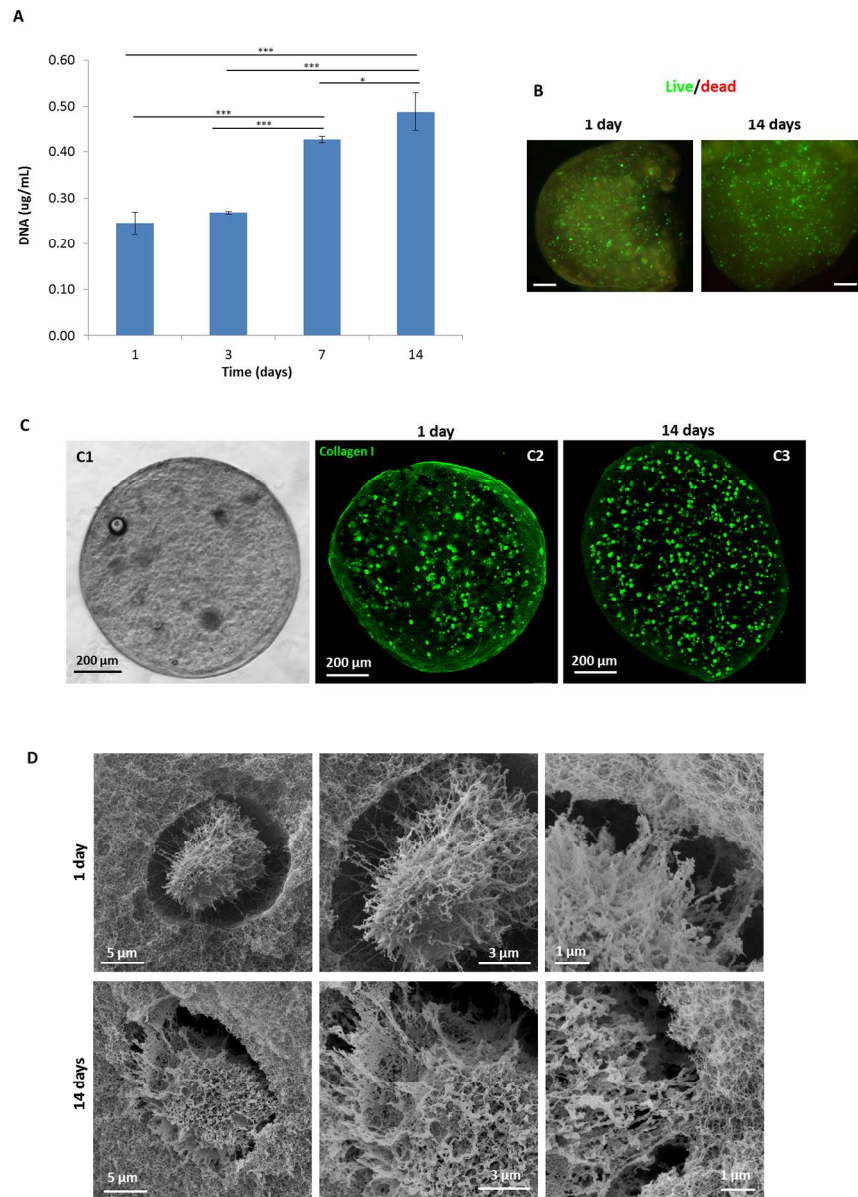 A
***
***
*
***
***
0.60
0.50
0.40
0.30
0.20
0.10
0.00
DNA (ug/mL)
1 3 7 14
Time (days)
B
Live/dead
1 day 14 days
C
1 day 14 days
C1
Collagen I
C2
C3
200 µm
200 µm
200 µm
D
1 day
5 µm
3 µm
1 µm
14 days
5 µm
3 µm
1 µm